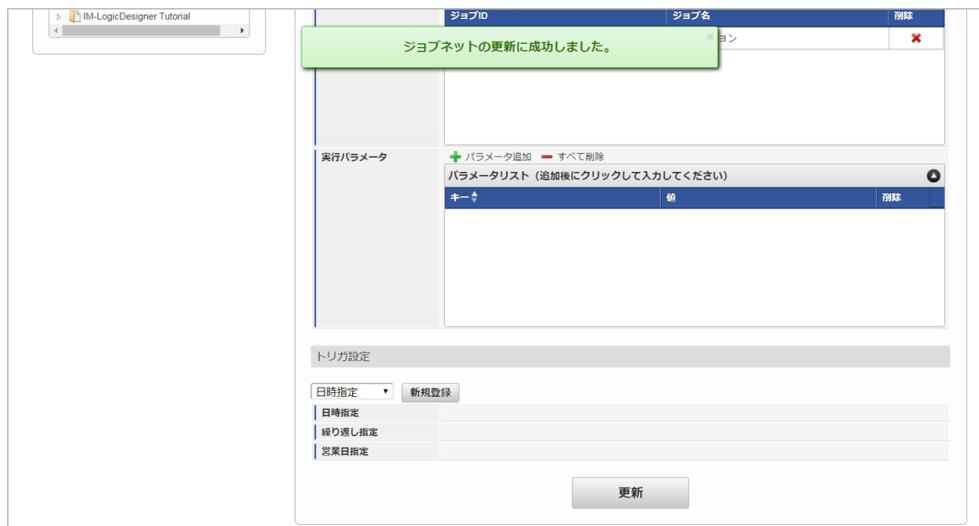 IM-LogicDesigner Tutorial
ジョブID ジョブ名 削除
ジョブネットの更新に成功しました。
ョン
実行パラメータ
パラメータ追加 すべて削除
パラメータリスト（追加後にクリックして入力してください）
キー 値 削除
トリガ設定
日時指定 新規登録
日時指定
繰り返し指定
営業日指定
更新